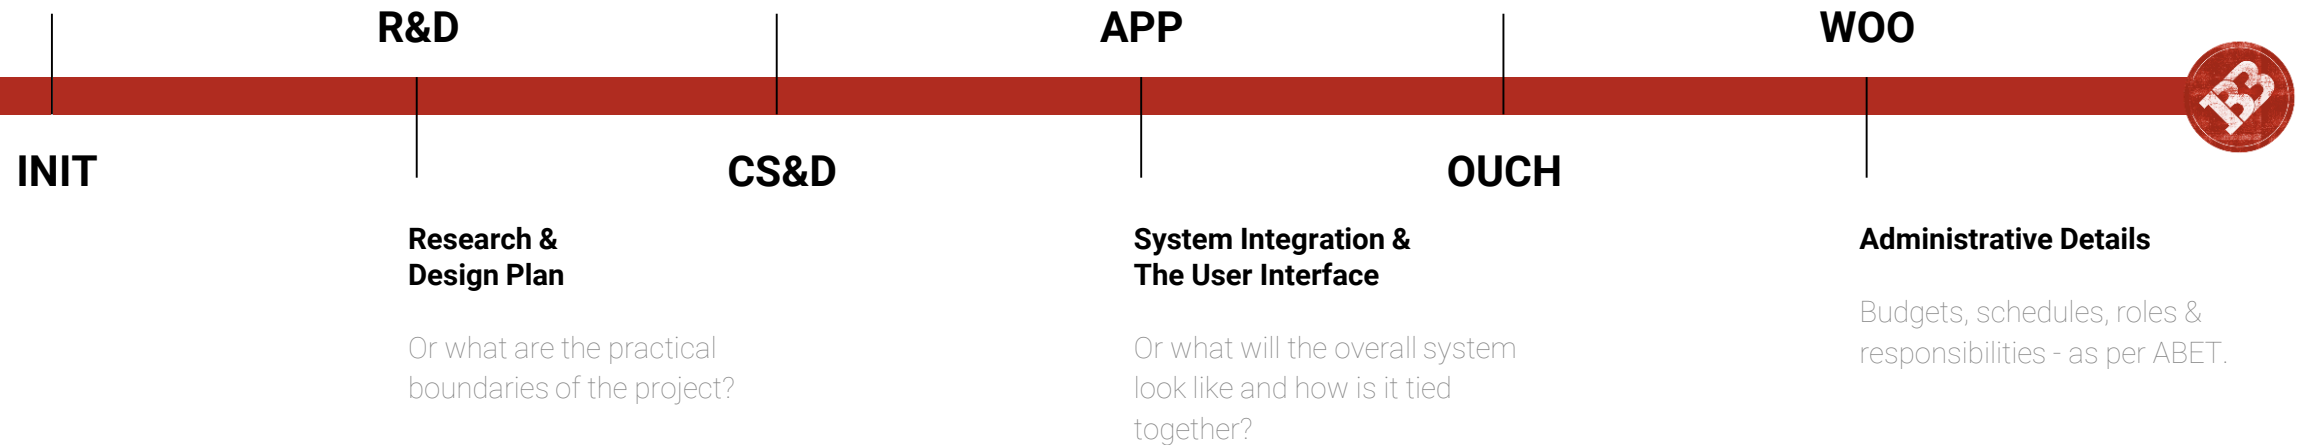 R&D
APP
WOO
INIT
CS&D
OUCH
Research &
Design Plan
Or what are the practical
boundaries of the project?
System Integration &
The User Interface
Or what will the overall system
look like and how is it tied
together?
Administrative Details
Budgets, schedules, roles &
responsibilities - as per ABET.